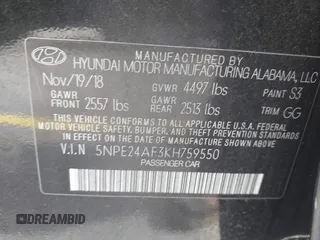 MANUFACTURED BY
HYUNDAI MOTOR MANUFACTURING ALABAMA, LLC
Nov/19/18 GVWR 4497 lbs PAINT S3
GAWR FRONT 2557 lbs GAWR REAR 2513 lbs TRIM GG
THIS VEHICLE CONFORMS TO ALL APPLICABLE
U.S. FEDERAL MOTOR VEHICLE SAFETY, BUMPER,
AND THEFT PREVENTION STANDARDS IN EFFECT
ON THE DATE OF MANUFACTURE SHOWN ABOVE.
V.I.N 5NPE24AF3KH759550
PASSENGER CAR
DREAMBID